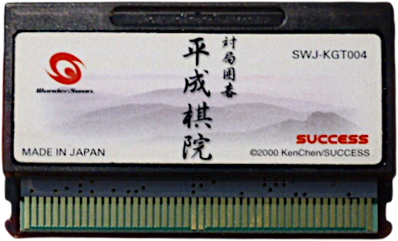 SWJ-KGT004
対局囲碁
平成棋院
WonderSwan
SUCCESS
MADE IN JAPAN
©2000 KenChen/SUCCESS